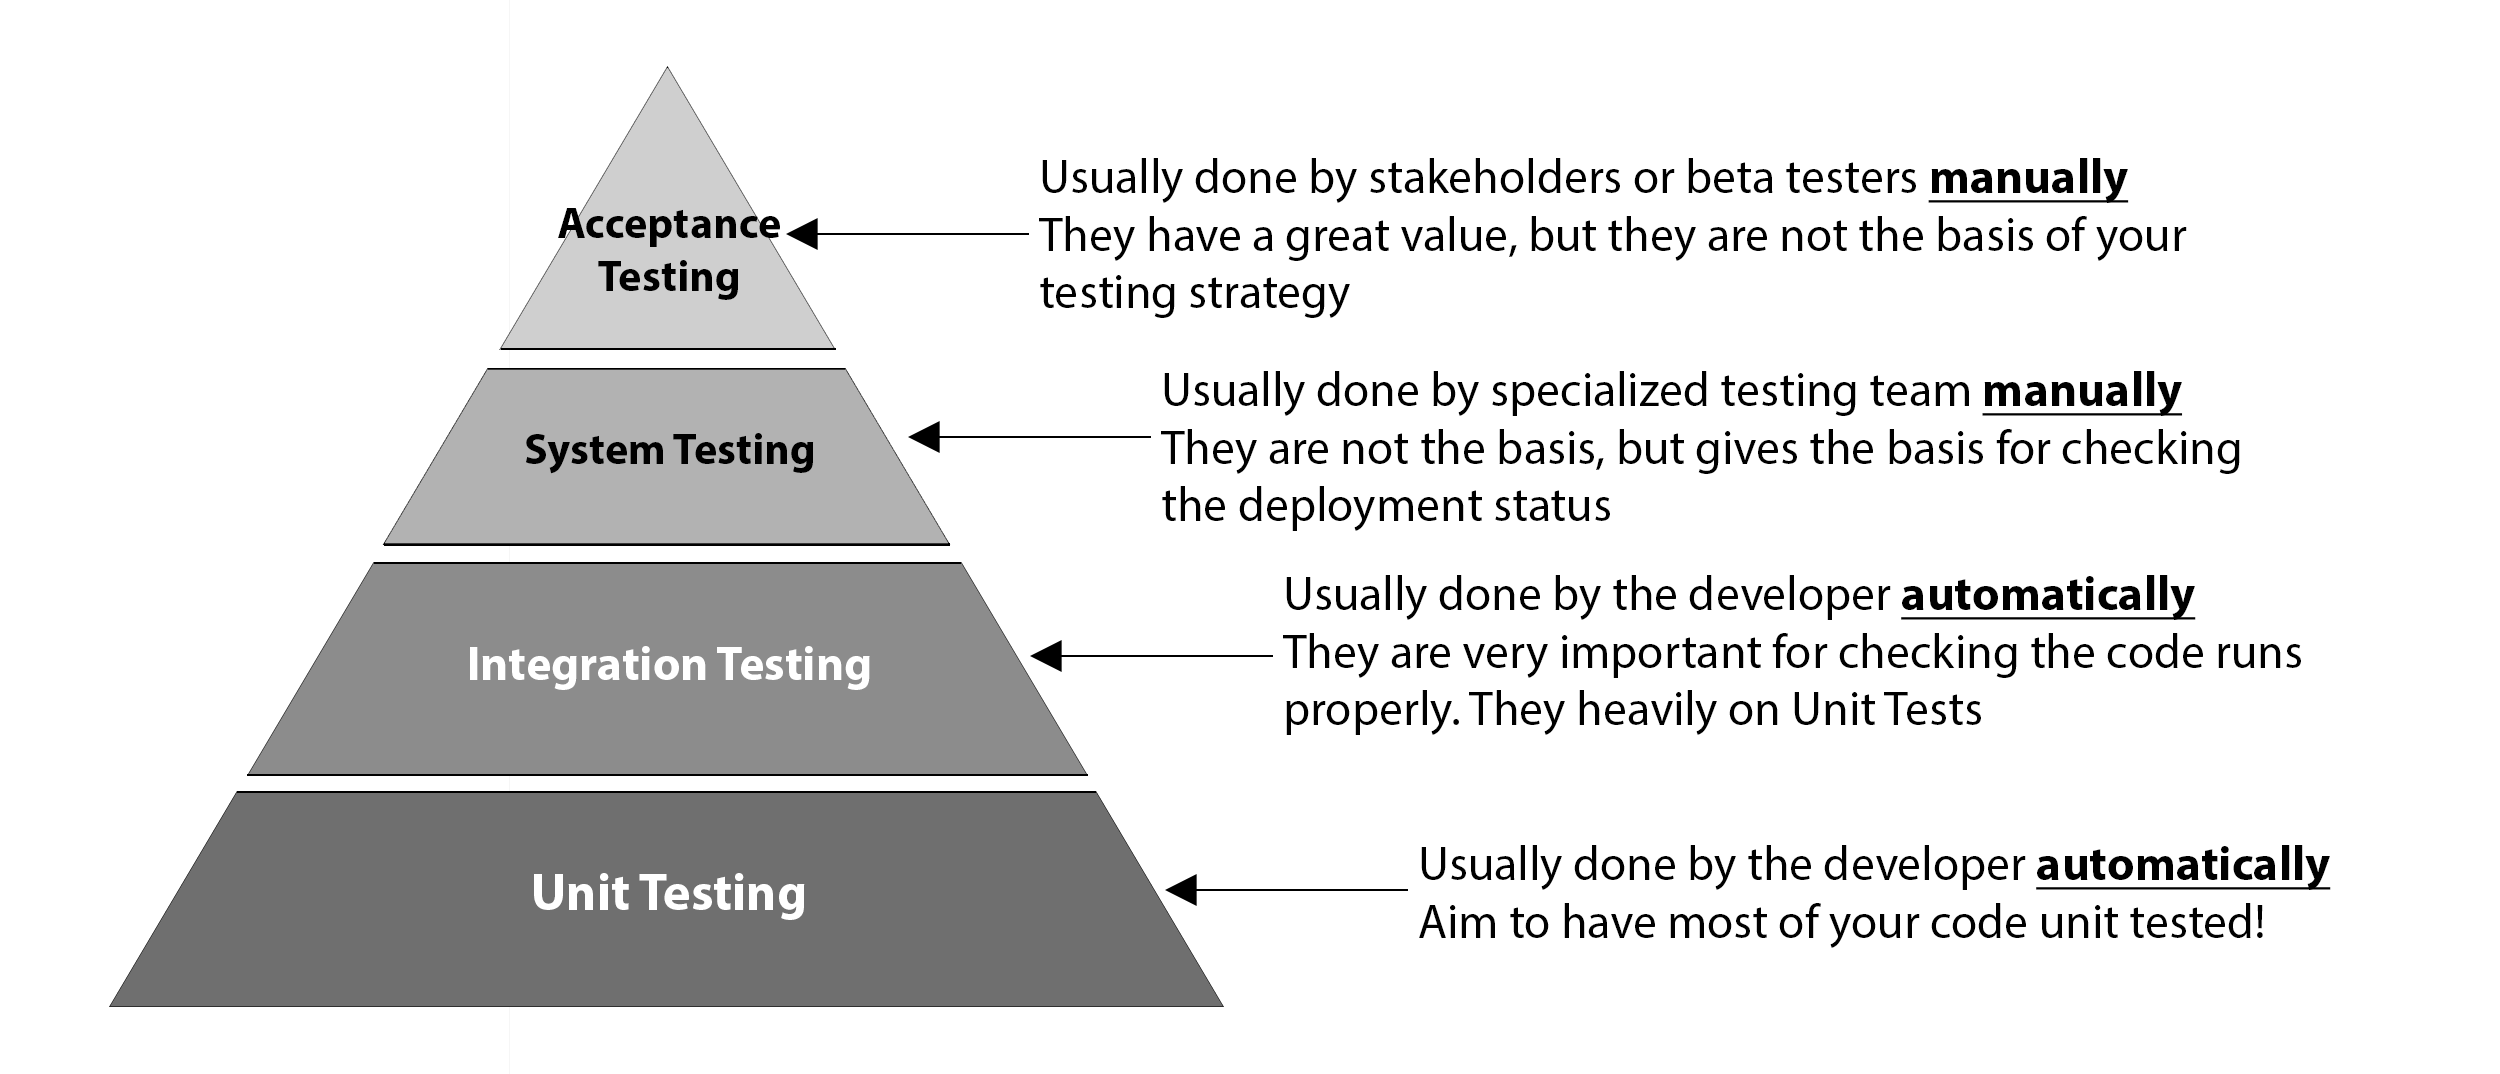 Acceptance
Testing
Usually done by stakeholders or beta testers manually
They have a great value, but they are not the basis of your
testing strategy
System Testing
Usually done by specialized testing team manually
They are not the basis, but gives the basis for checking
the deployment status
Integration Testing
Usually done by the developer automatically
They are very important for checking the code runs
properly. They heavily on Unit Tests
Unit Testing
Usually done by the developer automatically
Aim to have most of your code unit tested!